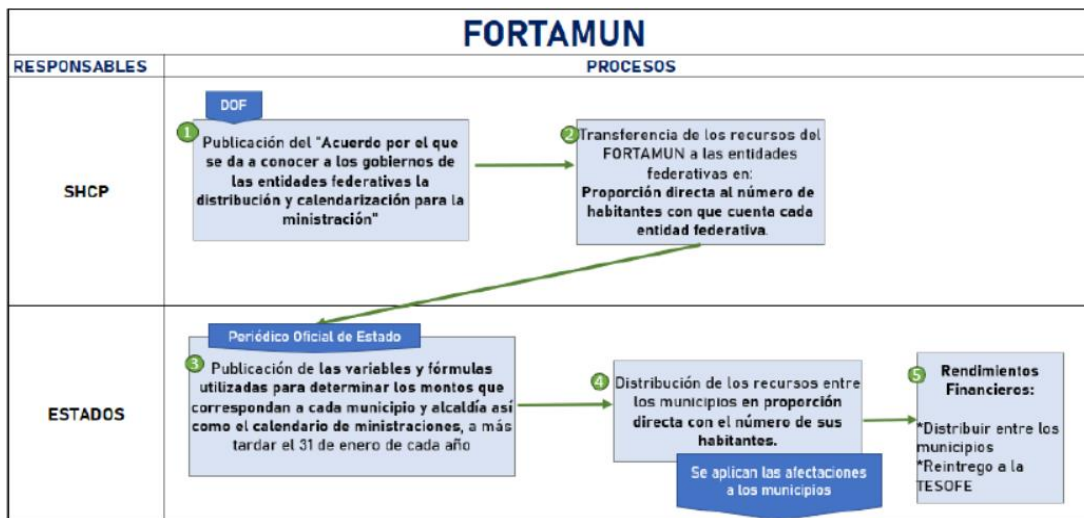 FORTAMUN
RESPONSABLES
PROCESOS
SHCP
DOF
1
Publicación del "Acuerdo por el que
se da a conocer a los gobiernos de
las entidades federativas la
distribución y calendarización para la
ministración"
2
Transferencia de los recursos del
FORTAMUN a las entidades
federativas en:
Proporción directa al número de
habitantes con que cuenta cada
entidad federativa.
ESTADOS
Periódico Oficial de Estado
3
Publicación de las variables y fórmulas
utilizadas para determinar los montos que
correspondan a cada municipio y alcaldía así
como el calendario de ministraciones, a más
tardar el 31 de enero de cada año
4
Distribución de los recursos entre
los municipios en proporción
directa con el número de sus
habitantes.
Se aplican las afectaciones
a los municipios
5
Rendimientos
Financieros:
*Distribuir entre los
municipios
*Reintrego a la
TESOFE